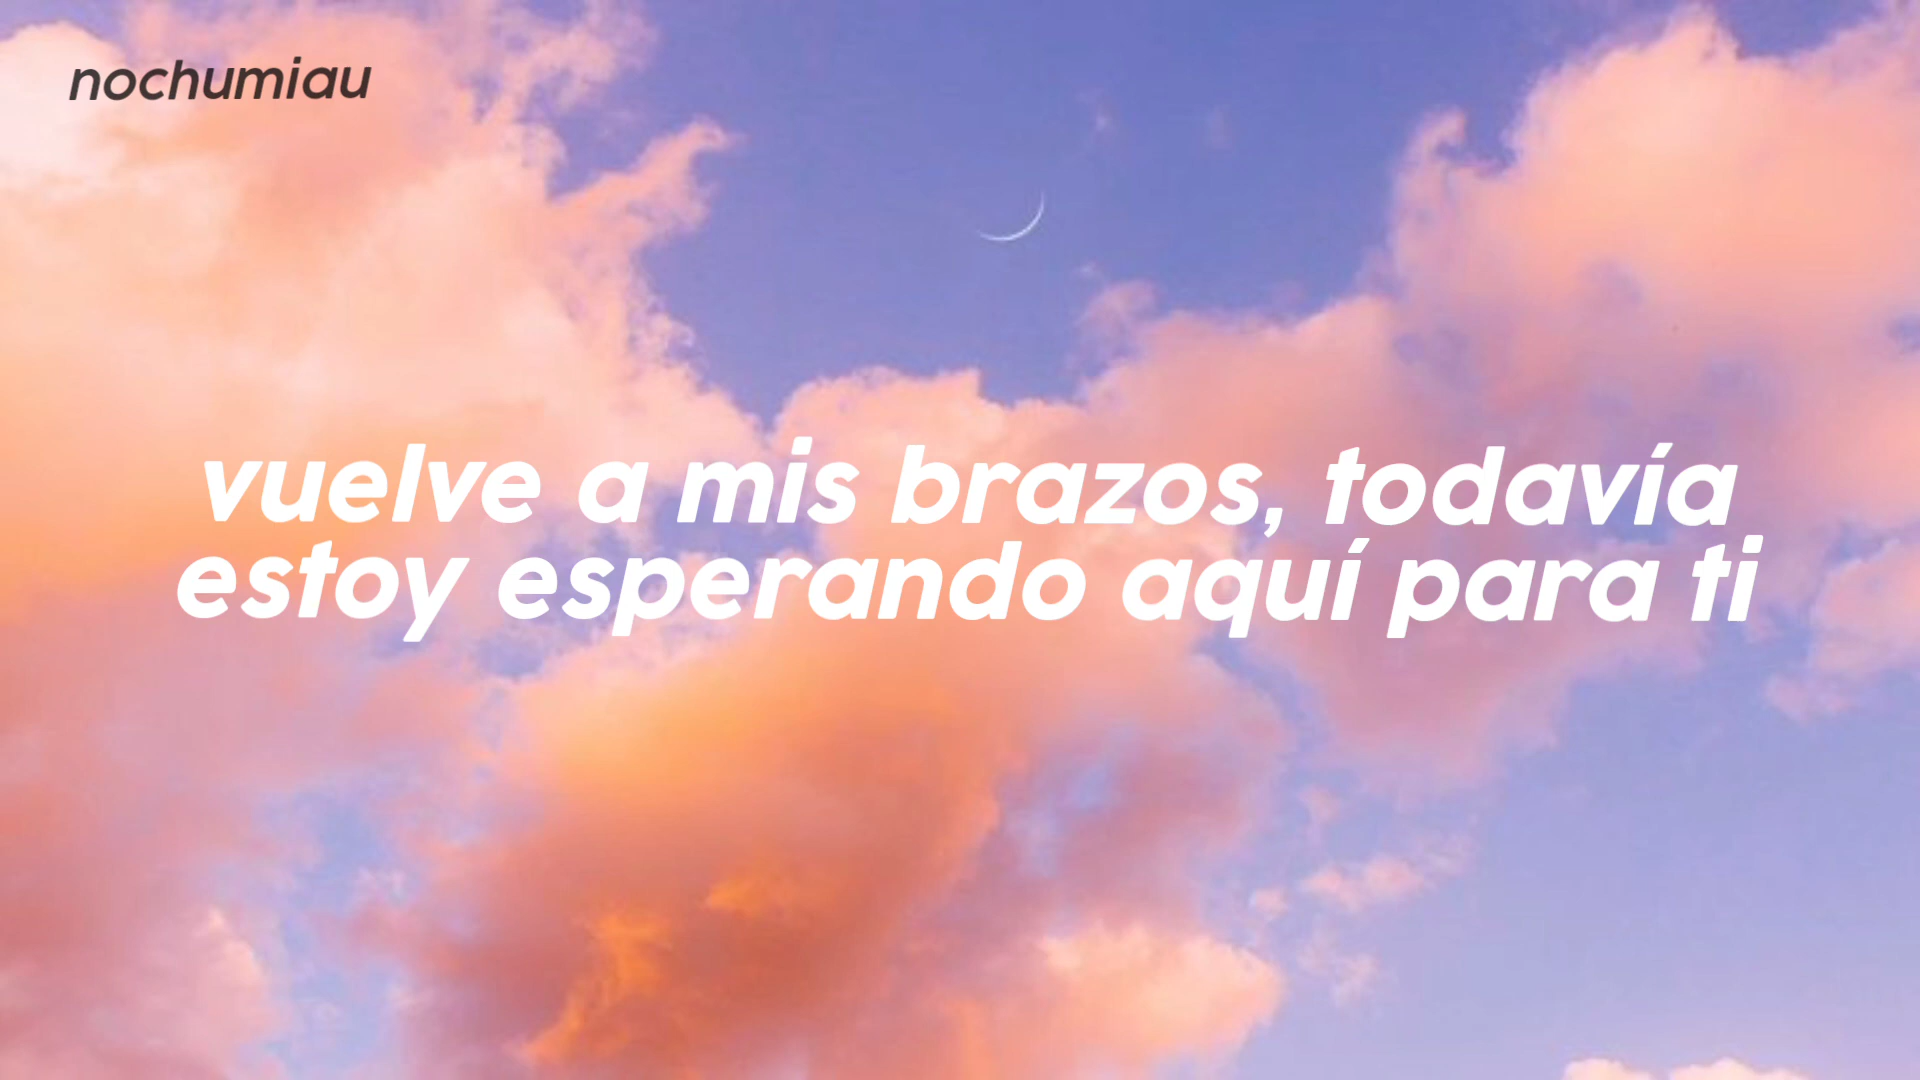 nochumiau
vuelve a mis brazos, todavía
estoy esperando aquí para ti